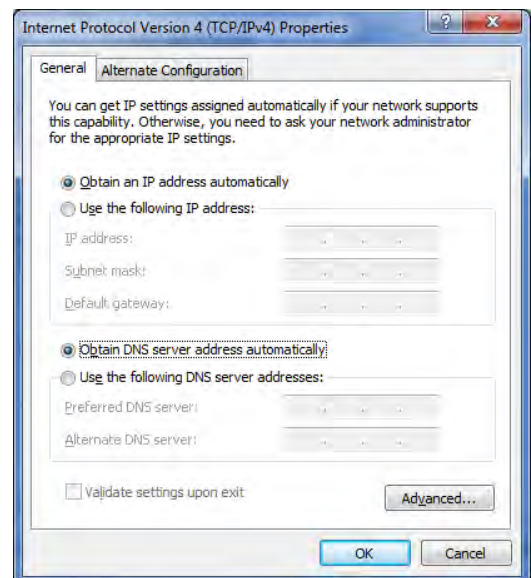 Internet Protocol Version 4 (TCP/IPv4) Properties
General
Alternate Configuration
You can get IP settings assigned automatically if your network supports
this capability. Otherwise, you need to ask your network administrator
for the appropriate IP settings.
Obtain an IP address automatically
Use the following IP address:
IP address:
Subnet mask:
Default gateway:
Obtain DNS server address automatically
Use the following DNS server addresses:
Preferred DNS server:
Alternate DNS server:
Validate settings upon exit
Advanced...
OK
Cancel